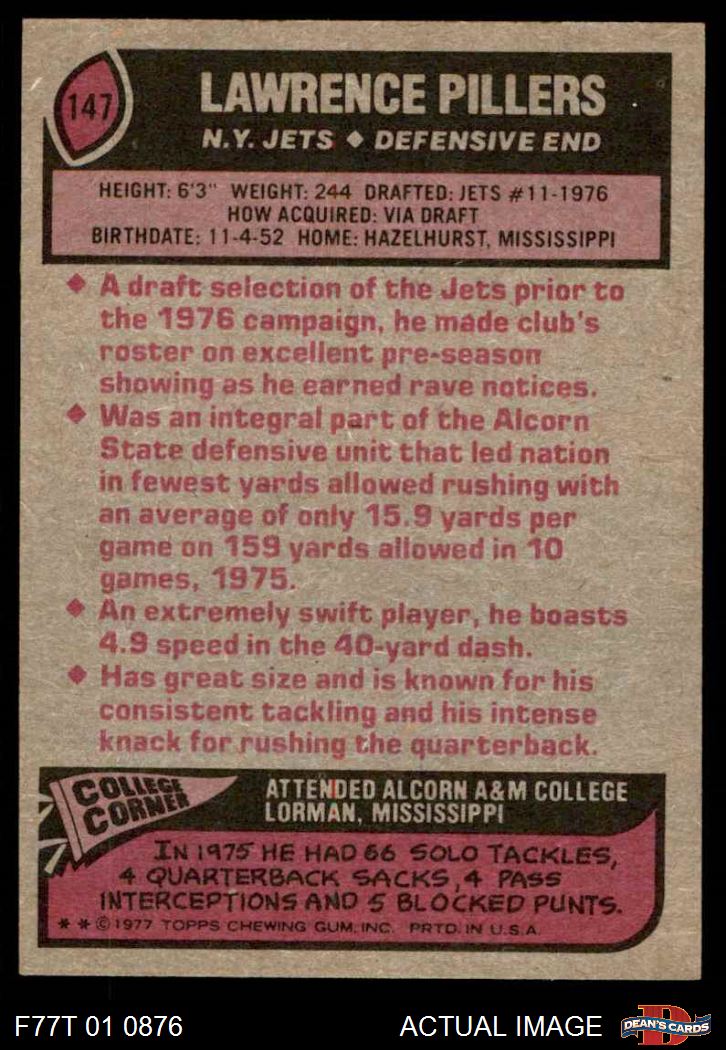 147
LAWRENCE PILLERS
N.Y. JETS ◆ DEFENSIVE END
HEIGHT: 6'3" WEIGHT: 244 DRAFTED: JETS #11-1976
HOW ACQUIRED: VIA DRAFT
BIRTHDATE: 11-4-52 HOME: HAZELHURST, MISSISSIPPI
◆ A draft selection of the Jets prior to
the 1976 campaign, he made club's
roster on excellent pre-season
showing as he earned rave notices.
◆ Was an integral part of the Alcorn
State defensive unit that led nation
in fewest yards allowed rushing with
an average of only 15.9 yards per
game on 159 yards allowed in 10
games, 1975.
◆ An extremely swift player, he boasts
4.9 speed in the 40-yard dash.
◆ Has great size and is known for his
consistent tackling and his intense
knack for rushing the quarterback.
COLLEGE
CORNER
ATTENDED ALCORN A&M COLLEGE
LORMAN, MISSISSIPPI
IN 1975 HE HAD 66 SOLO TACKLES,
4 QUARTERBACK SACKS, 4 PASS
INTERCEPTIONS AND 5 BLOCKED PUNTS.
* * © 1977 TOPPS CHEWING GUM, INC. PRTD. IN U.S.A.
F77T 01 0876
ACTUAL IMAGE
D
DEAN'S CARDS